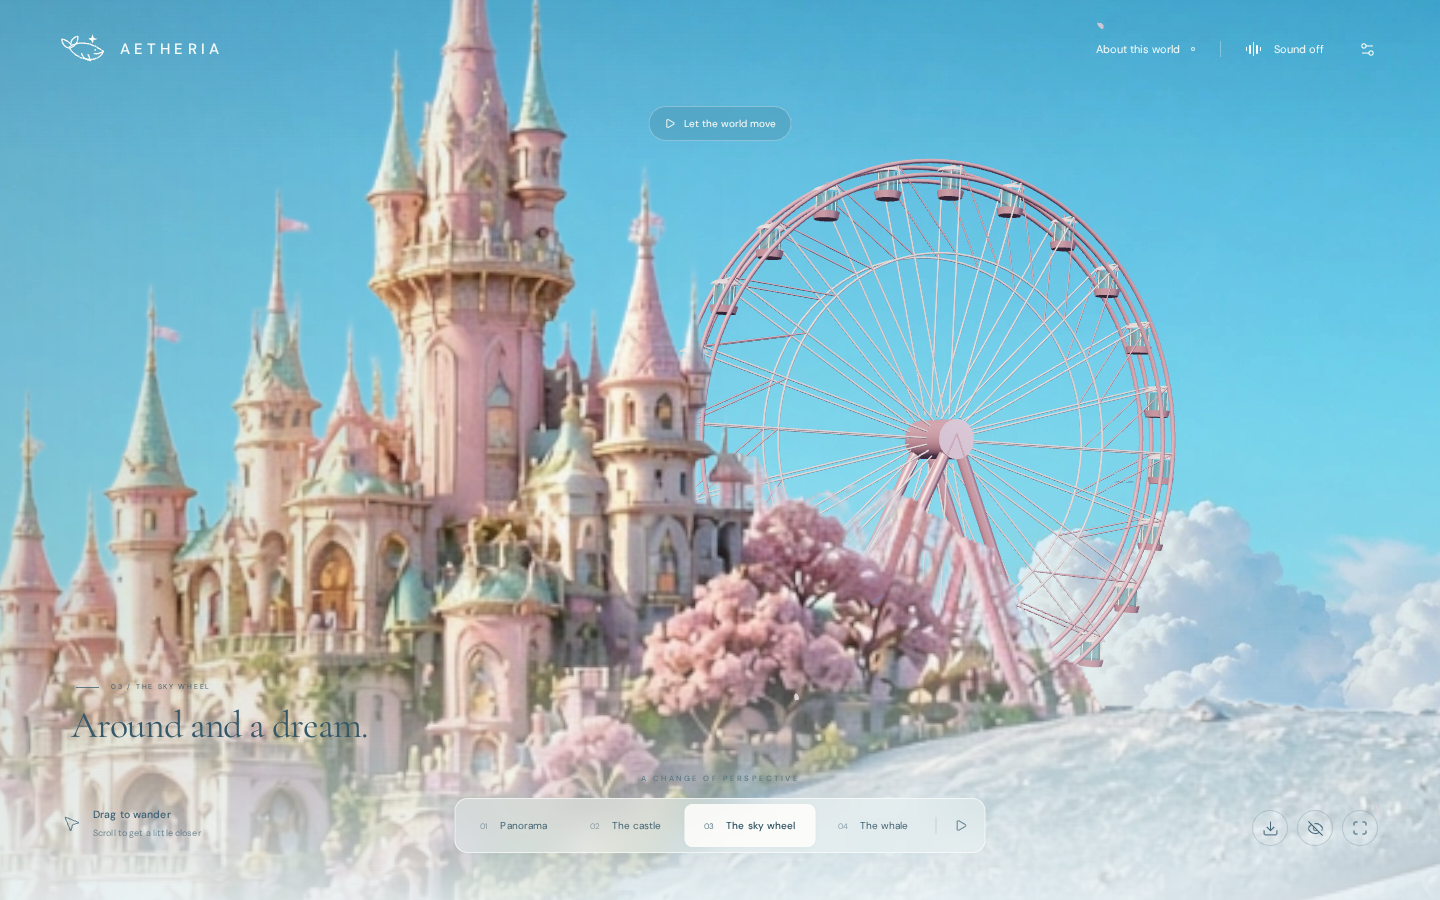 AETHERIA
About this world
Sound off
Let the world move
03 / THE SKY WHEEL
Around and a dream.
A CHANGE OF PERSPECTIVE
Drag to wander
Scroll to get a little closer
01 Panorama
02 The castle
03 The sky wheel
04 The whale